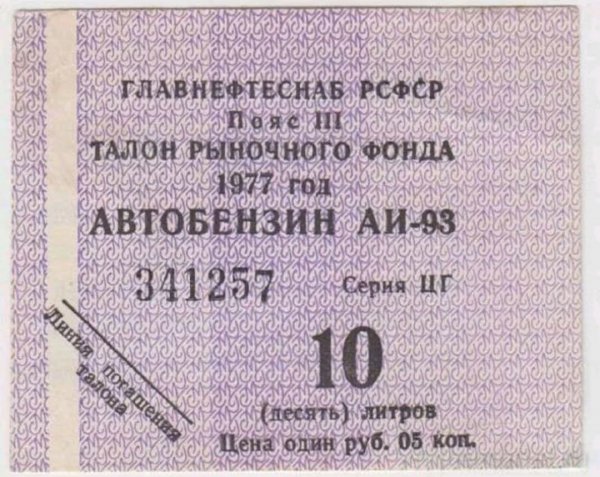 ГЛАВНЕФТЕСНАБ РСФСР
Пояс III
ТАЛОН РЫНОЧНОГО ФОНДА
1977 год
АВТОБЕНЗИН АИ-93
341257 Серия ЦГ
Линия погашения
талона
10
(десять) литров
Цена один руб. 05 коп.